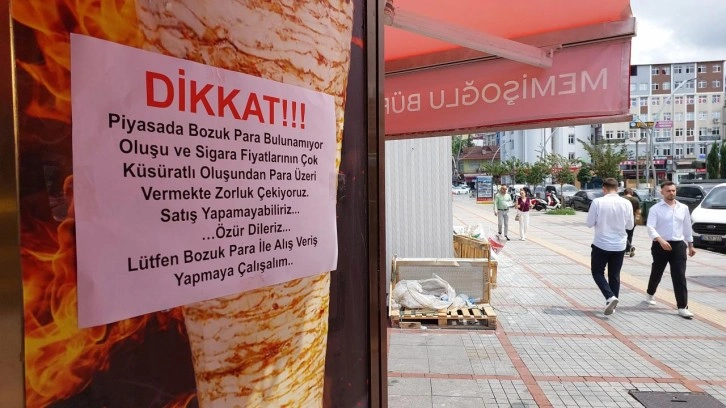 DİKKAT!!!
Piyasada Bozuk Para Bulunamıyor
Oluşu ve Sigara Fiyatlarının Çok
Küsüratlı Oluşundan Para Üzeri
Vermekte Zorluk Çekiyoruz.
Satış Yapamayabiliriz...
...Özür Dileriz...
Lütfen Bozuk Para İle Alış Veriş
Yapmaya Çalışalım..
MEMİŞOĞLU BÜF